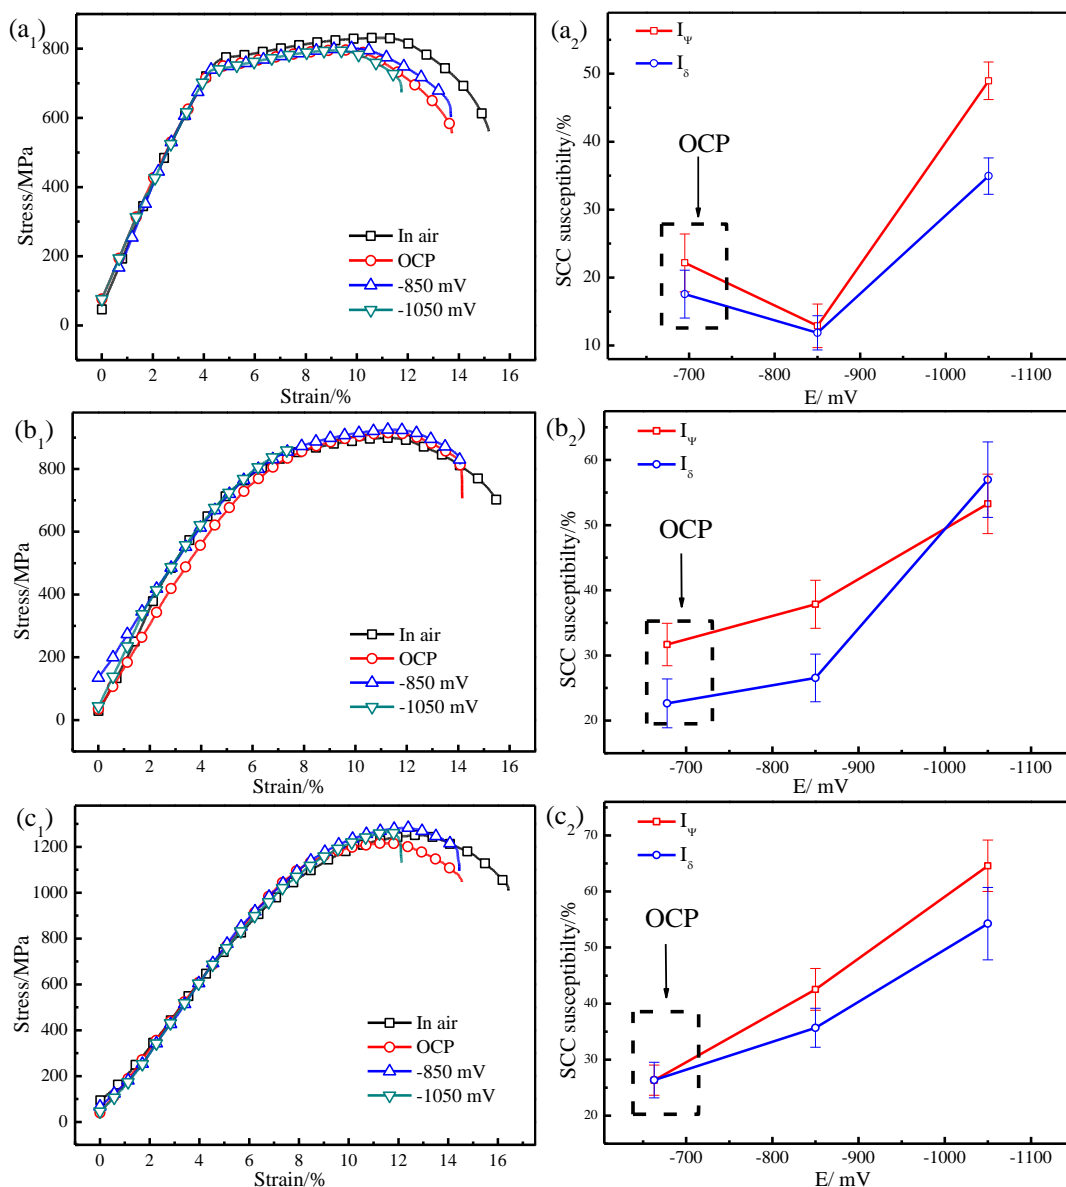 (a1)
Stress/MPa
800
600
400
200
0
In air
OCP
-850 mV
-1050 mV
0 2 4 6 8 10 12 14 16
Strain/%
(a2)
SCC susceptibilty/%
50
40
30
20
10
IΨ
Iδ
OCP
-700 -800 -900 -1000 -1100
E/ mV
(b1)
Stress/MPa
800
600
400
200
0
In air
OCP
-850 mV
-1050 mV
0 2 4 6 8 10 12 14 16
Strain/%
(b2)
SCC susceptibilty/%
60
50
40
30
20
IΨ
Iδ
OCP
-700 -800 -900 -1000 -1100
E/ mV
(c1)
Stress/MPa
1200
1000
800
600
400
200
0
In air
OCP
-850 mV
-1050 mV
0 2 4 6 8 10 12 14 16
Strain/%
(c2)
SCC susceptibilty/%
70
60
50
40
30
20
IΨ
Iδ
OCP
-700 -800 -900 -1000 -1100
E/ mV